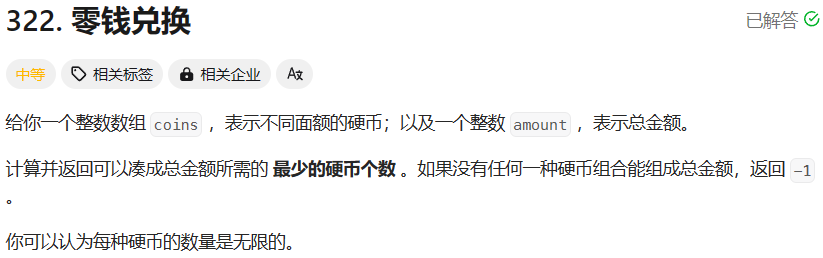 322. 零钱兑换
已解答
中等 相关标签 相关企业 Aあ
给你一个整数数组 coins ，表示不同面额的硬币；以及一个整数 amount ，表示总金额。
计算并返回可以凑成总金额所需的 最少的硬币个数 。如果没有任何一种硬币组合能组成总金额，返回 -1
。
你可以认为每种硬币的数量是无限的。